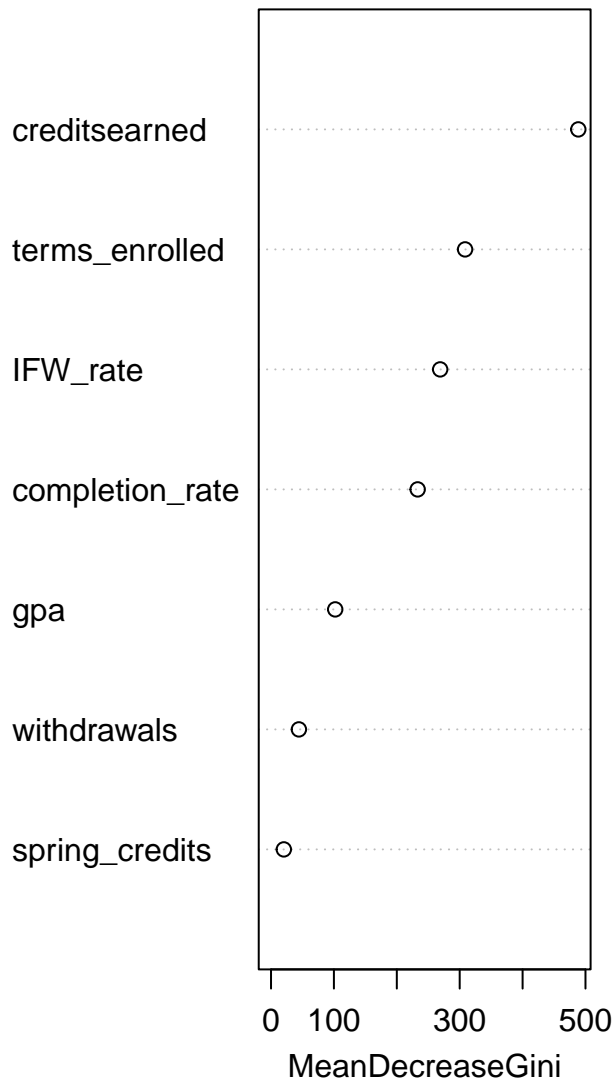 creditsearned
terms_enrolled
IFW_rate
completion_rate
gpa
withdrawals
spring_credits
0 100 300 500
MeanDecreaseGini